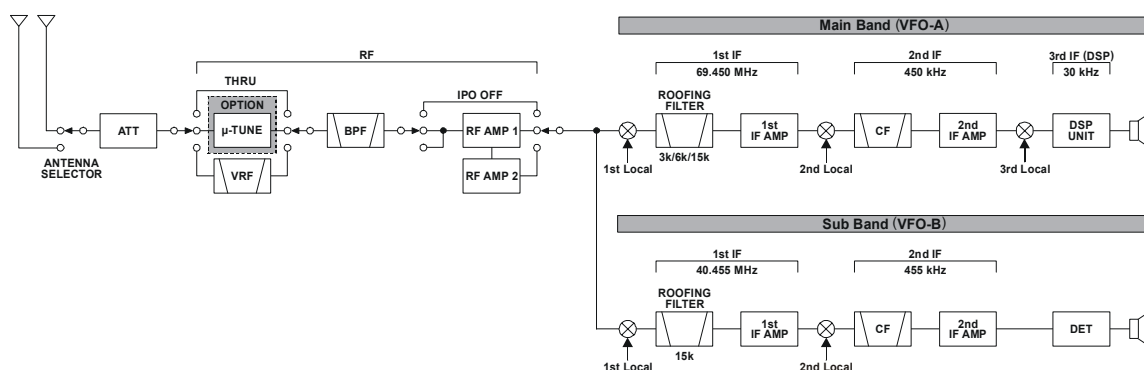 Main Band (VFO-A)
RF
1st IF
69.450 MHz
2nd IF
450 kHz
3rd IF (DSP)
30 kHz
THRU
OPTION
µ-TUNE
IPO OFF
ROOFING
FILTER
ATT
BPF
RF AMP 1
1st
IF AMP
CF
2nd
IF AMP
DSP
UNIT
3k/6k/15k
ANTENNA
SELECTOR
VRF
RF AMP 2
1st Local
2nd Local
3rd Local
Sub Band (VFO-B)
1st IF
40.455 MHz
2nd IF
455 kHz
ROOFING
FILTER
1st
IF AMP
CF
2nd
IF AMP
DET
15k
1st Local
2nd Local